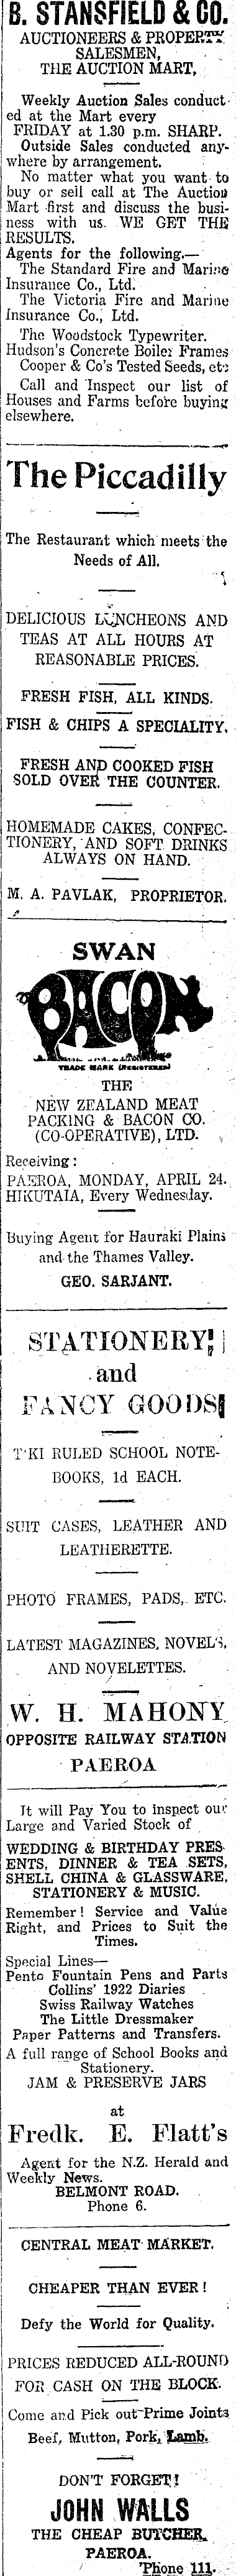 B. STANSFIELD & CO.
AUCTIONEERS & PROPERTY
SALESMEN,
THE AUCTION MART,
Weekly Auction Sales conduct-
ed at the Mart every
FRIDAY at 1.30 p.m. SHARP.
Outside Sales conducted any-
where by arrangement.
No matter what you want to
buy or sell call at The Auction
Mart first and discuss the busi-
ness with us. WE GET THE
RESULTS.
Agents for the following.—
The Standard Fire and Marine
Insurance Co., Ltd.
The Victoria Fire and Marine
Insurance Co., Ltd.
The Woodstock Typewriter.
Hudson's Concrete Boiler Frames
Cooper & Co's Tested Seeds, etc
Call and Inspect our list of
Houses and Farms before buying
elsewhere.
The Piccadilly
The Restaurant which meets the
Needs of All.
DELICIOUS LUNCHEONS AND
TEAS AT ALL HOURS AT
REASONABLE PRICES.
FRESH FISH, ALL KINDS.
FISH & CHIPS A SPECIALITY.
FRESH AND COOKED FISH
SOLD OVER THE COUNTER.
HOMEMADE CAKES, CONFEC-
TIONERY, AND SOFT DRINKS
ALWAYS ON HAND.
M. A. PAVLAK, PROPRIETOR.
SWAN
BACON
TRADE MARK (REGISTERED)
THE
NEW ZEALAND MEAT
PACKING & BACON CO.
(CO-OPERATIVE), LTD.
Receiving:
PAEROA, MONDAY, APRIL 24.
HIKUTAIA, Every Wednesday.
Buying Agent for Hauraki Plains
and the Thames Valley.
GEO. SARJANT.
STATIONERY!
and
FANCY GOODS
TIKI RULED SCHOOL NOTE-
BOOKS, 1d EACH.
SUIT CASES, LEATHER AND
LEATHERETTE.
PHOTO FRAMES, PADS, ETC.
LATEST MAGAZINES, NOVELS,
AND NOVELETTES.
W. H. MAHONY
OPPOSITE RAILWAY STATION
PAEROA
It will Pay You to inspect our
Large and Varied Stock of
WEDDING & BIRTHDAY PRES-
ENTS, DINNER & TEA SETS,
SHELL CHINA & GLASSWARE,
STATIONERY & MUSIC.
Remember! Service and Value
Right, and Prices to Suit the
Times.
Special Lines—
Pento Fountain Pens and Parts
Collins' 1922 Diaries
Swiss Railway Watches
The Little Dressmaker
Paper Patterns and Transfers.
A full range of School Books and
Stationery.
JAM & PRESERVE JARS
at
Fredk. E. Flatt's
Agent for the N.Z. Herald and
Weekly News.
BELMONT ROAD.
Phone 6.
CENTRAL MEAT MARKET.
CHEAPER THAN EVER!
Defy the World for Quality.
PRICES REDUCED ALL-ROUND
FOR CASH ON THE BLOCK.
Come and Pick out Prime Joints
Beef, Mutton, Pork, Lamb.
DON'T FORGET!
JOHN WALLS
THE CHEAP BUTCHER,
PAEROA.
'Phone 111.